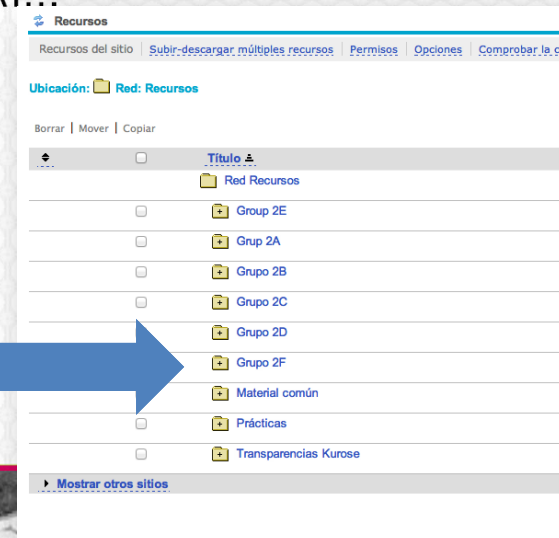 Recursos
Recursos del sitio Subir-descargar múltiples recursos Permisos Opciones Comprobar la c
Ubicación: Red: Recursos
Borrar | Mover | Copiar
Título
Red Recursos
Group 2E
Grup 2A
Grupo 2B
Grupo 2C
Grupo 2D
Grupo 2F
Material común
Prácticas
Transparencias Kurose
Mostrar otros sitios